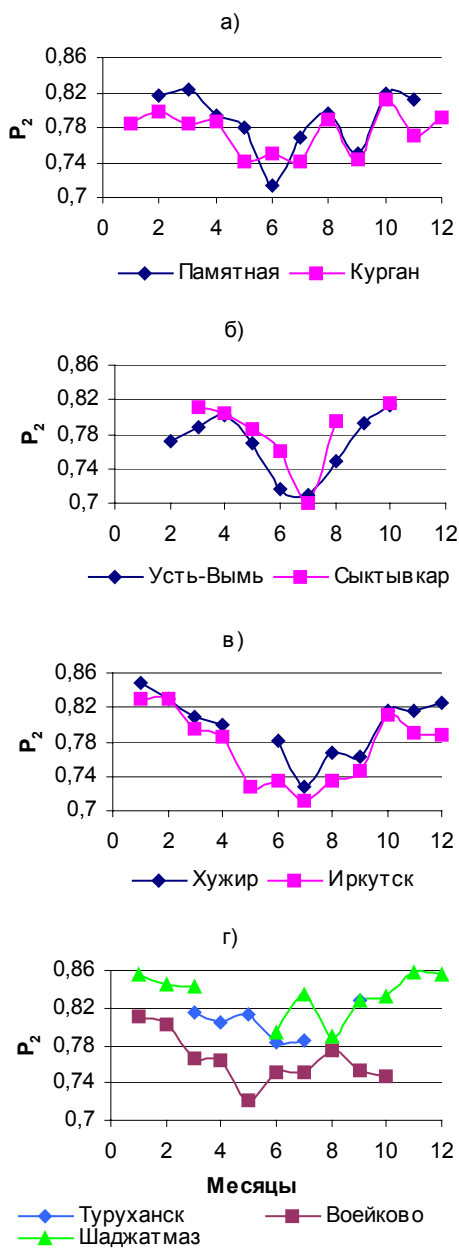 а)
0,86
0,82
0,78
0,74
0,7
P2
0 2 4 6 8 10 12
Памятная Курган
б)
0,86
0,82
0,78
0,74
0,7
P2
0 2 4 6 8 10 12
Усть-Вымь Сыктывкар
в)
0,86
0,82
0,78
0,74
0,7
P2
0 2 4 6 8 10 12
Хужир Иркутск
г)
0,86
0,82
0,78
0,74
0,7
P2
0 2 4 6 8 10 12
Месяцы
Туруханск Воейково
Шаджатмаз